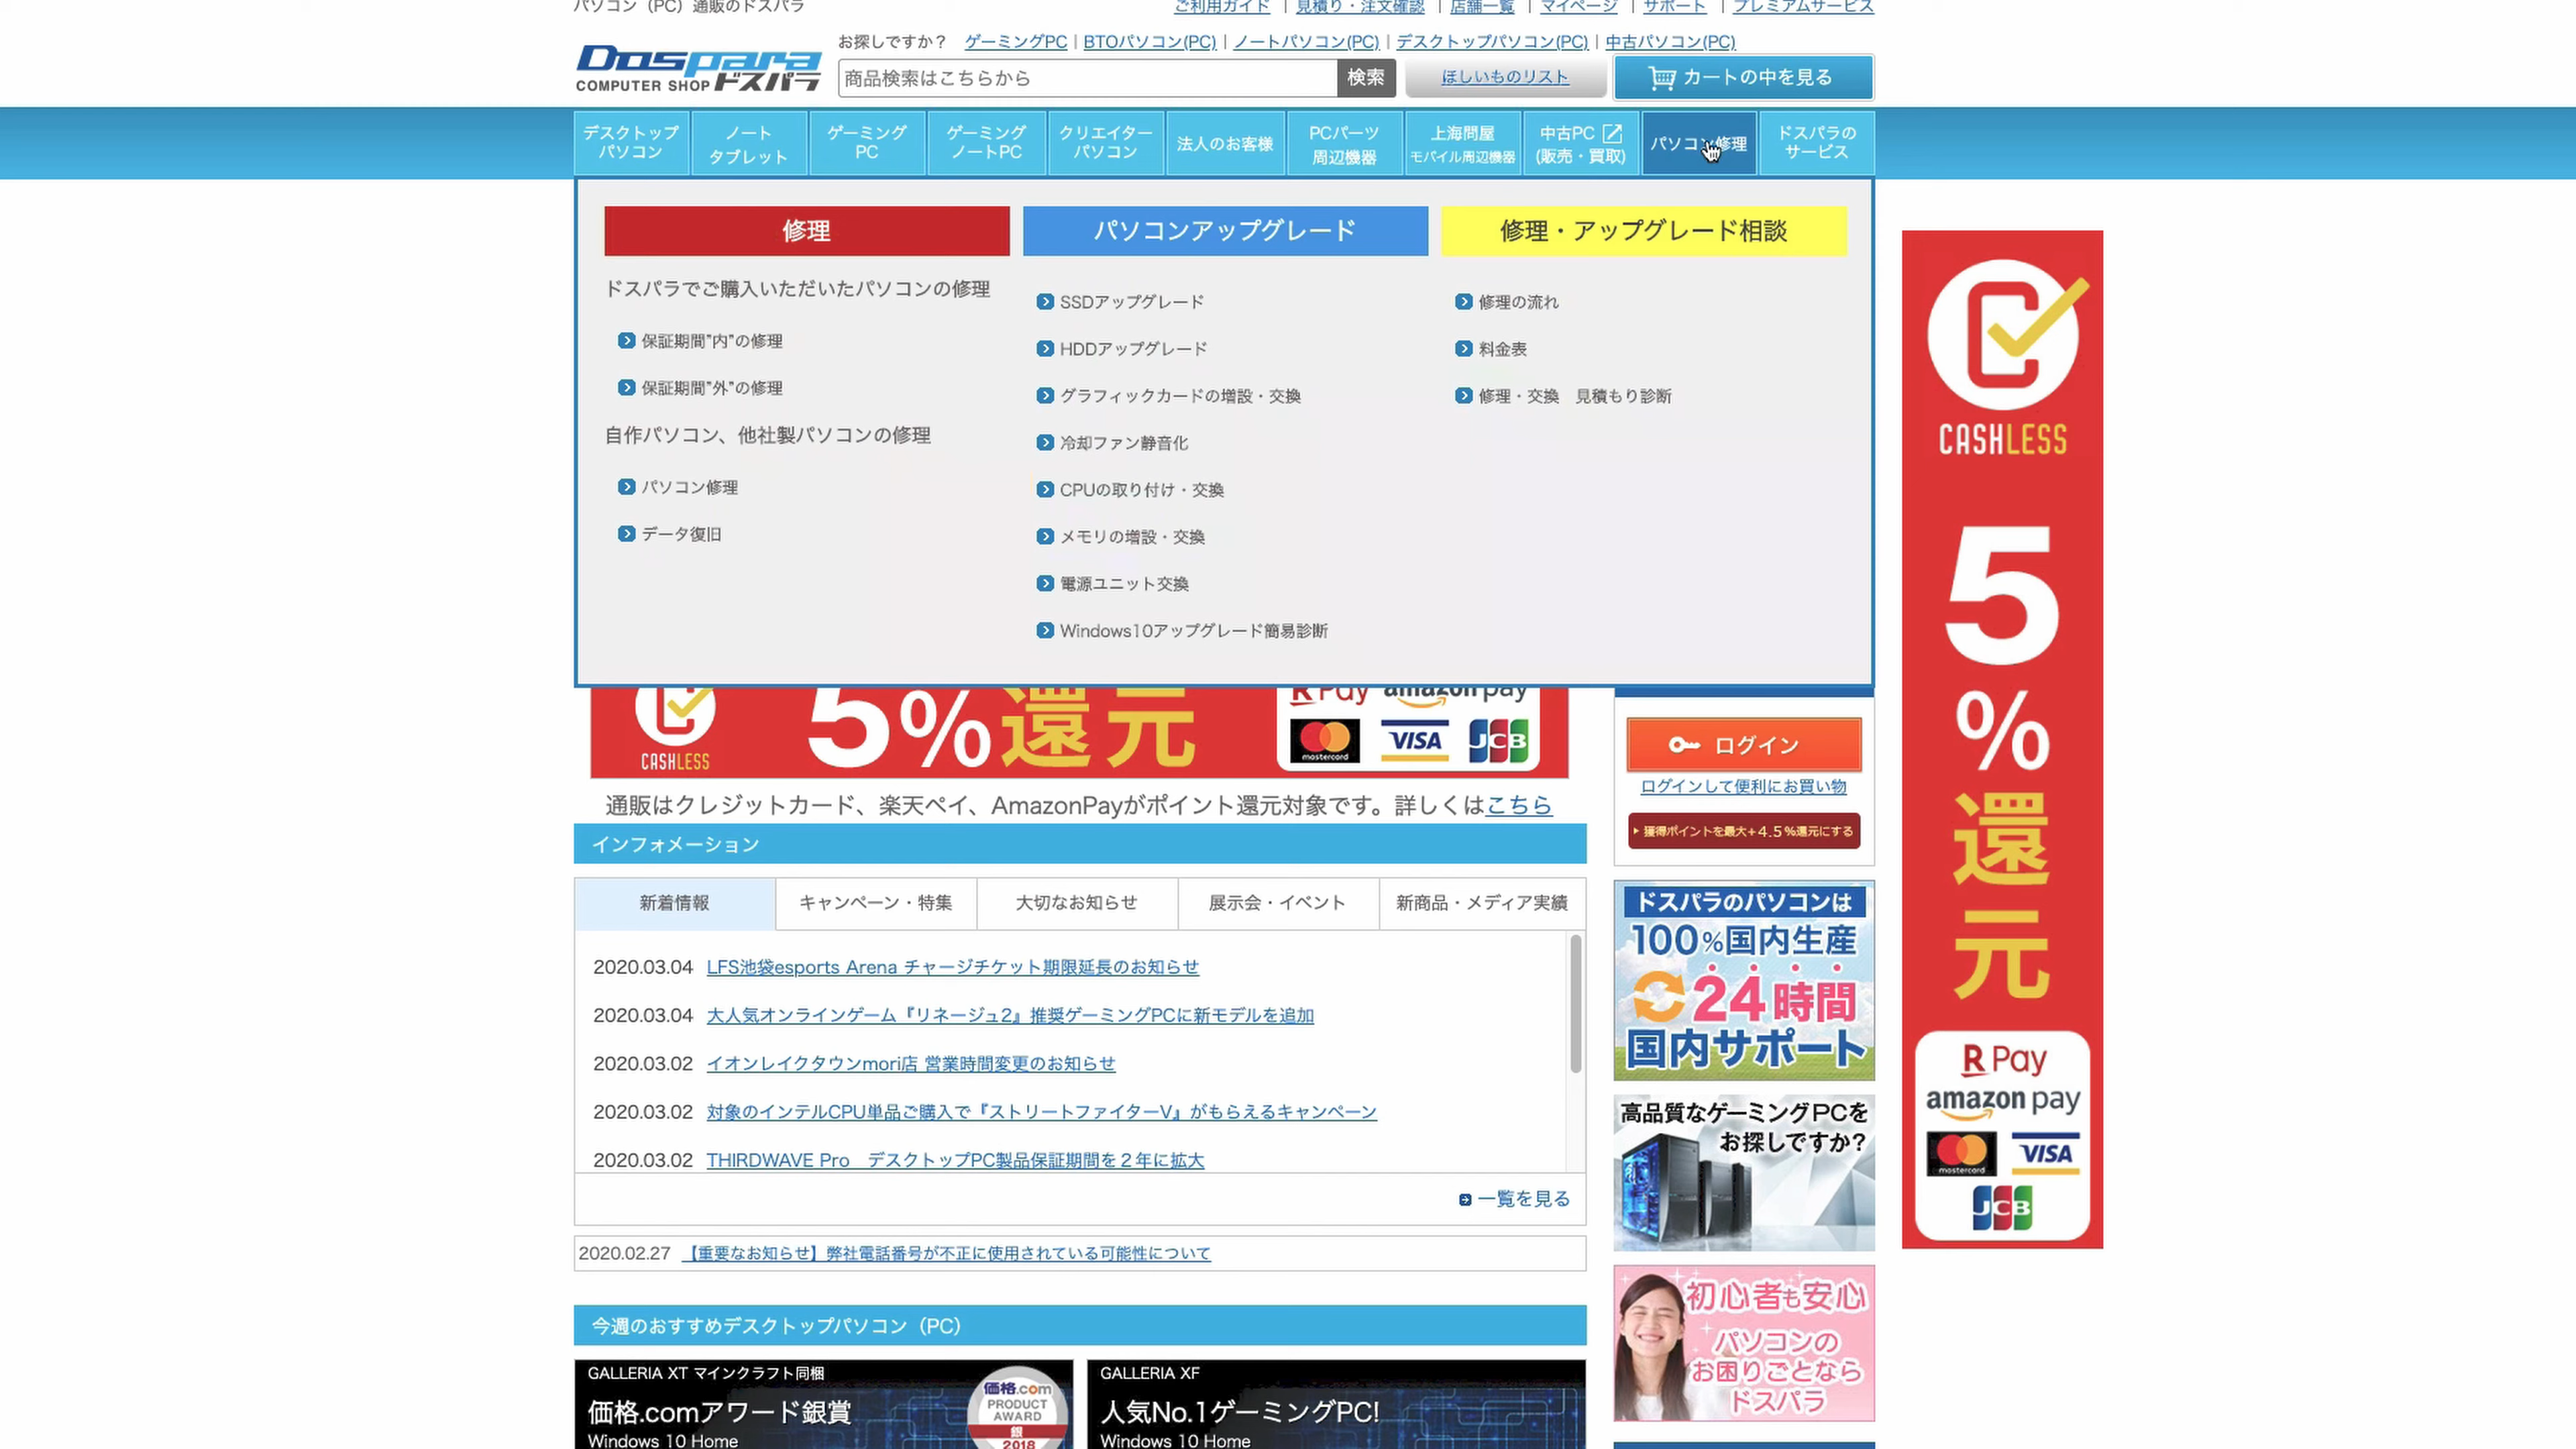 パソコン（PC）通販のドスパラ
ご利用ガイド | 見積り・注文確認 | 店舗一覧 | マイページ | サポート | プレミアムサービス
お探しですか？ ゲーミングPC | BTOパソコン(PC) | ノートパソコン(PC) | デスクトップパソコン(PC) | 中古パソコン(PC)
Dospara
COMPUTER SHOP ドスパラ
商品検索はこちらから
検索
ほしいものリスト
カートの中を見る
デスクトップ
パソコン
ノート
タブレット
ゲーミング
PC
ゲーミング
ノートPC
クリエイター
パソコン
法人のお客様
PCパーツ
周辺機器
上海問屋
モバイル周辺機器
中古PC
(販売・買取)
パソコン修理
ドスパラの
サービス
修理
ドスパラでご購入いただいたパソコンの修理
保証期間”内”の修理
保証期間”外”の修理
自作パソコン、他社製パソコンの修理
パソコン修理
データ復旧
パソコンアップグレード
SSDアップグレード
HDDアップグレード
グラフィックカードの増設・交換
冷却ファン静音化
CPUの取り付け・交換
メモリの増設・交換
電源ユニット交換
Windows10アップグレード簡易診断
修理・アップグレード相談
修理の流れ
料金表
修理・交換　見積もり診断
CASHLESS
5%還元
R Pay amazon pay
mastercard VISA JCB
通販はクレジットカード、楽天ペイ、AmazonPayがポイント還元対象です。詳しくはこちら
インフォメーション
新着情報
キャンペーン・特集
大切なお知らせ
展示会・イベント
新商品・メディア実績
2020.03.04 LFS池袋esports Arena チャージチケット期限延長のお知らせ
2020.03.04 大人気オンラインゲーム『リネージュ2』推奨ゲーミングPCに新モデルを追加
2020.03.02 イオンレイクタウンmori店 営業時間変更のお知らせ
2020.03.02 対象のインテルCPU単品ご購入で『ストリートファイターV』がもらえるキャンペーン
2020.03.02 THIRDWAVE Pro　デスクトップPC製品保証期間を２年に拡大
一覧を見る
2020.02.27 【重要なお知らせ】弊社電話番号が不正に使用されている可能性について
今週のおすすめデスクトップパソコン（PC）
GALLERIA XT マインクラフト同梱
価格.comアワード銀賞
Windows 10 Home
価格.com
PRODUCT
AWARD
銀
2018
GALLERIA XF
人気No.1ゲーミングPC!
Windows 10 Home
ログイン
ログインして便利にお買い物
獲得ポイントを最大+4.5%還元にする
ドスパラのパソコンは
100%国内生産
24時間
国内サポート
高品質なゲーミングPCを
お探しですか?
初心者も安心
パソコンの
お困りごとなら
ドスパラ
CASHLESS
5
%
還
元
R Pay
amazon pay
mastercard VISA
JCB